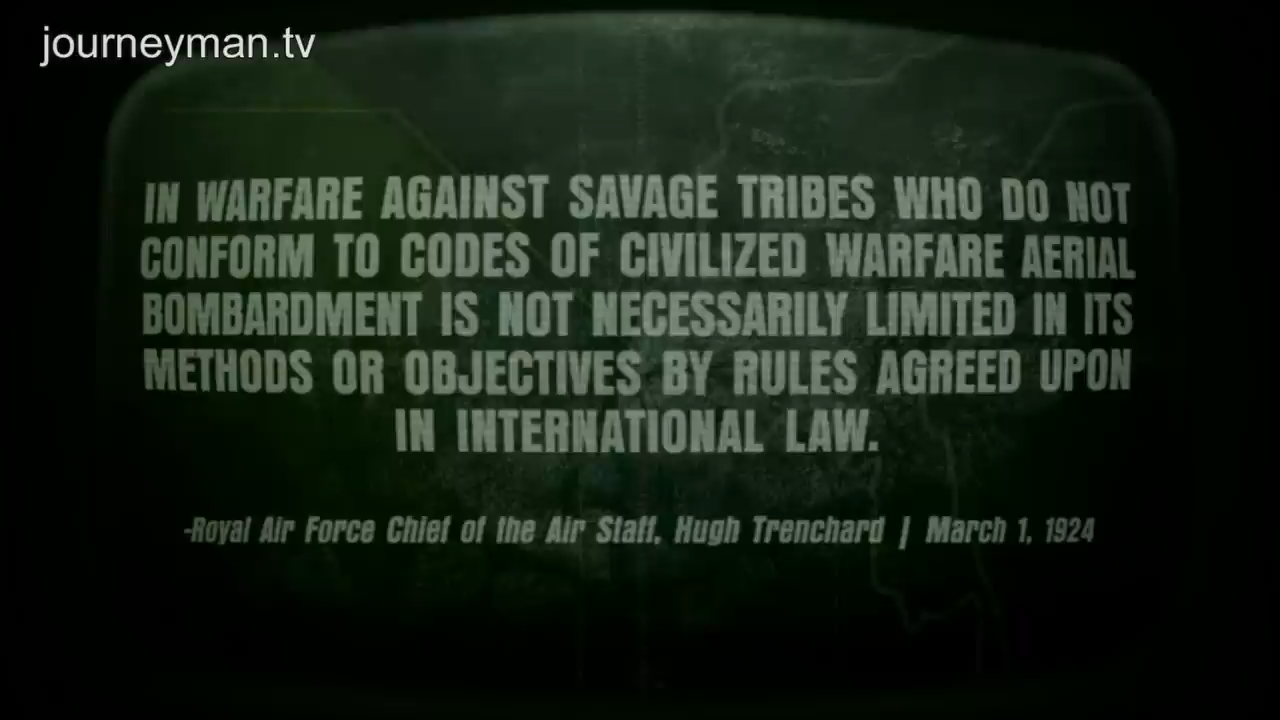 journeyman.tv
IN WARFARE AGAINST SAVAGE TRIBES WHO DO NOT
CONFORM TO CODES OF CIVILIZED WARFARE AERIAL
BOMBARDMENT IS NOT NECESSARILY LIMITED IN ITS
METHODS OR OBJECTIVES BY RULES AGREED UPON
IN INTERNATIONAL LAW.
-Royal Air Force Chief of the Air Staff, Hugh Trenchard | March 1, 1924